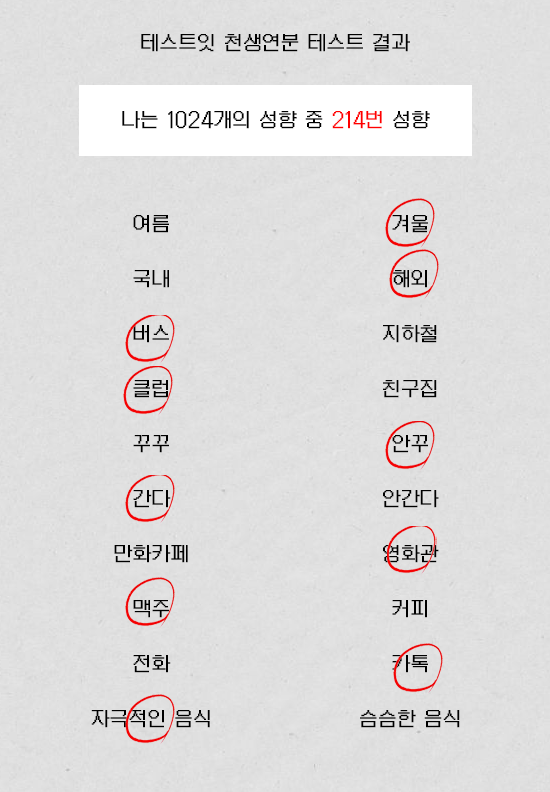 테스트잇 천생연분 테스트 결과
나는 1024개의 성향 중 214번 성향
여름 겨울
국내 해외
버스 지하철
클럽 친구집
꾸꾸 안꾸
간다 안간다
만화카페 영화관
맥주 커피
전화 카톡
자극적인 음식 슴슴한 음식